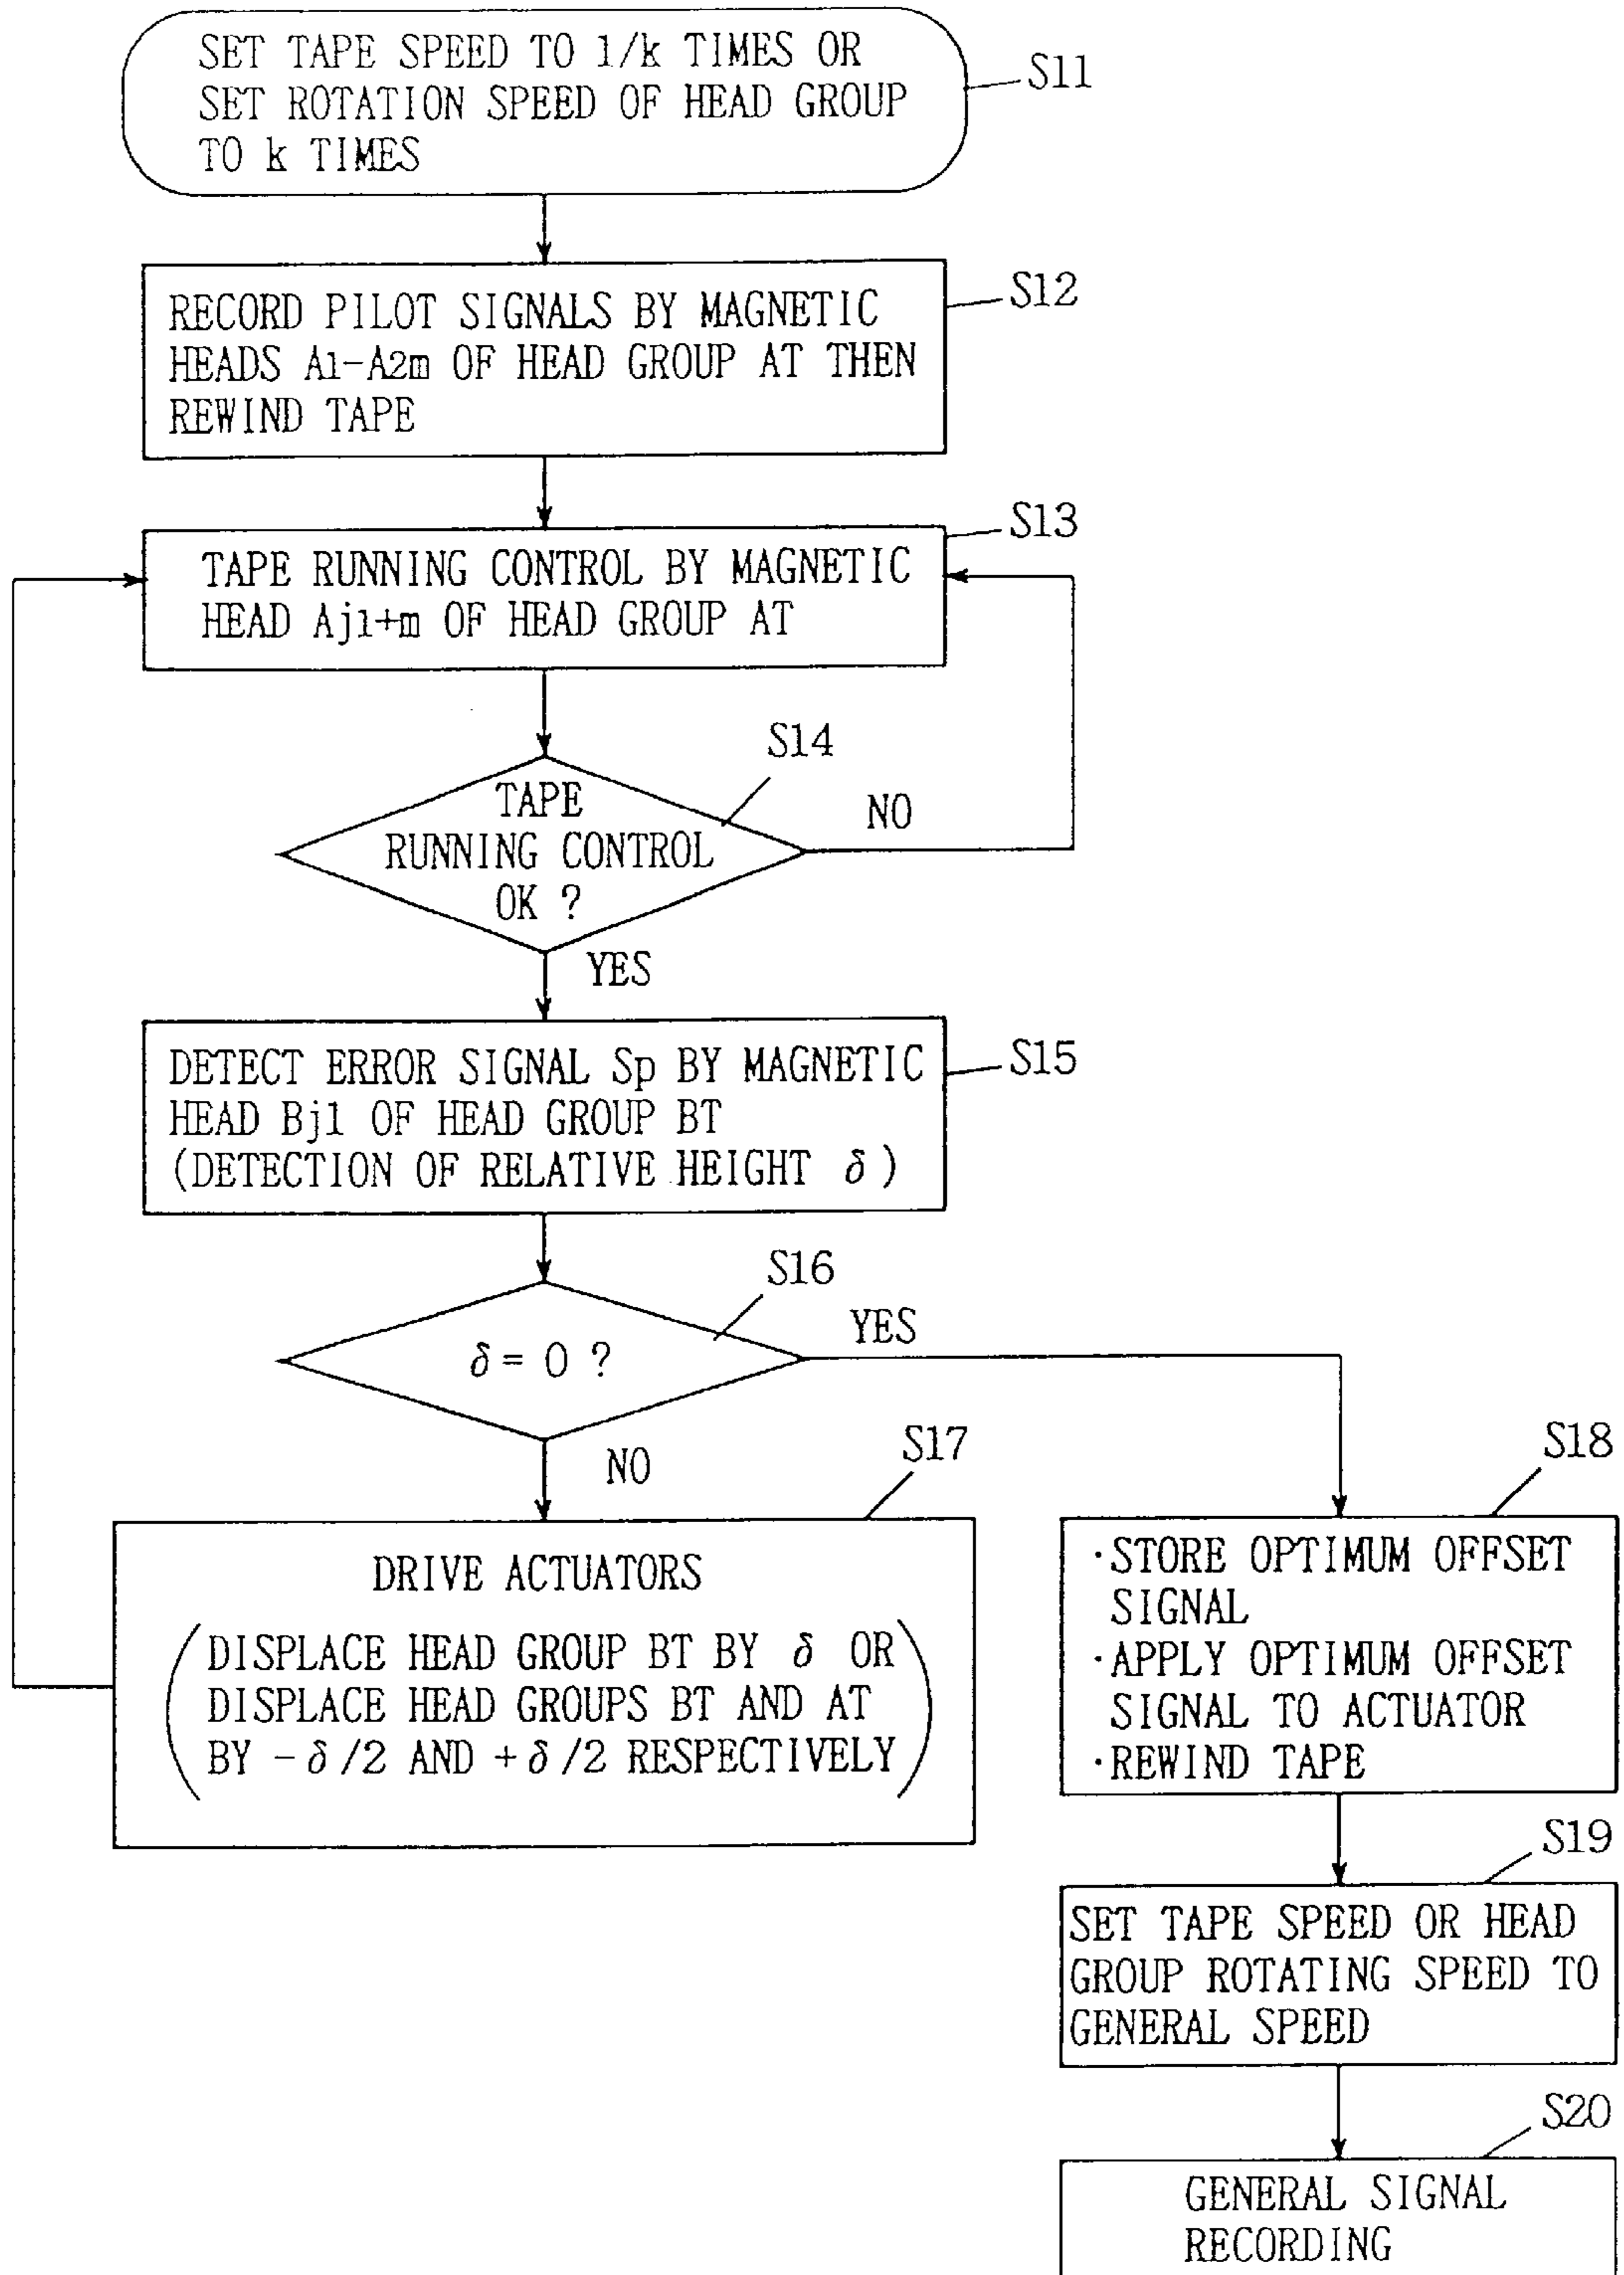 SET TAPE SPEED TO 1/k TIMES OR
SET ROTATION SPEED OF HEAD GROUP
TO k TIMES
S11
RECORD PILOT SIGNALS BY MAGNETIC
HEADS A1-A2m OF HEAD GROUP AT THEN
REWIND TAPE
S12
TAPE RUNNING CONTROL BY MAGNETIC
HEAD Aj1+m OF HEAD GROUP AT
S13
TAPE
RUNNING CONTROL
OK ?
S14
NO
YES
DETECT ERROR SIGNAL Sp BY MAGNETIC
HEAD Bj1 OF HEAD GROUP BT
(DETECTION OF RELATIVE HEIGHT δ)
S15
δ= 0 ?
S16
YES
NO
DRIVE ACTUATORS
(DISPLACE HEAD GROUP BT BY δ OR
DISPLACE HEAD GROUPS BT AND AT
BY -δ/2 AND +δ/2 RESPECTIVELY)
S17
·STORE OPTIMUM OFFSET
SIGNAL
·APPLY OPTIMUM OFFSET
SIGNAL TO ACTUATOR
·REWIND TAPE
S18
SET TAPE SPEED OR HEAD
GROUP ROTATING SPEED TO
GENERAL SPEED
S19
GENERAL SIGNAL
RECORDING
S20